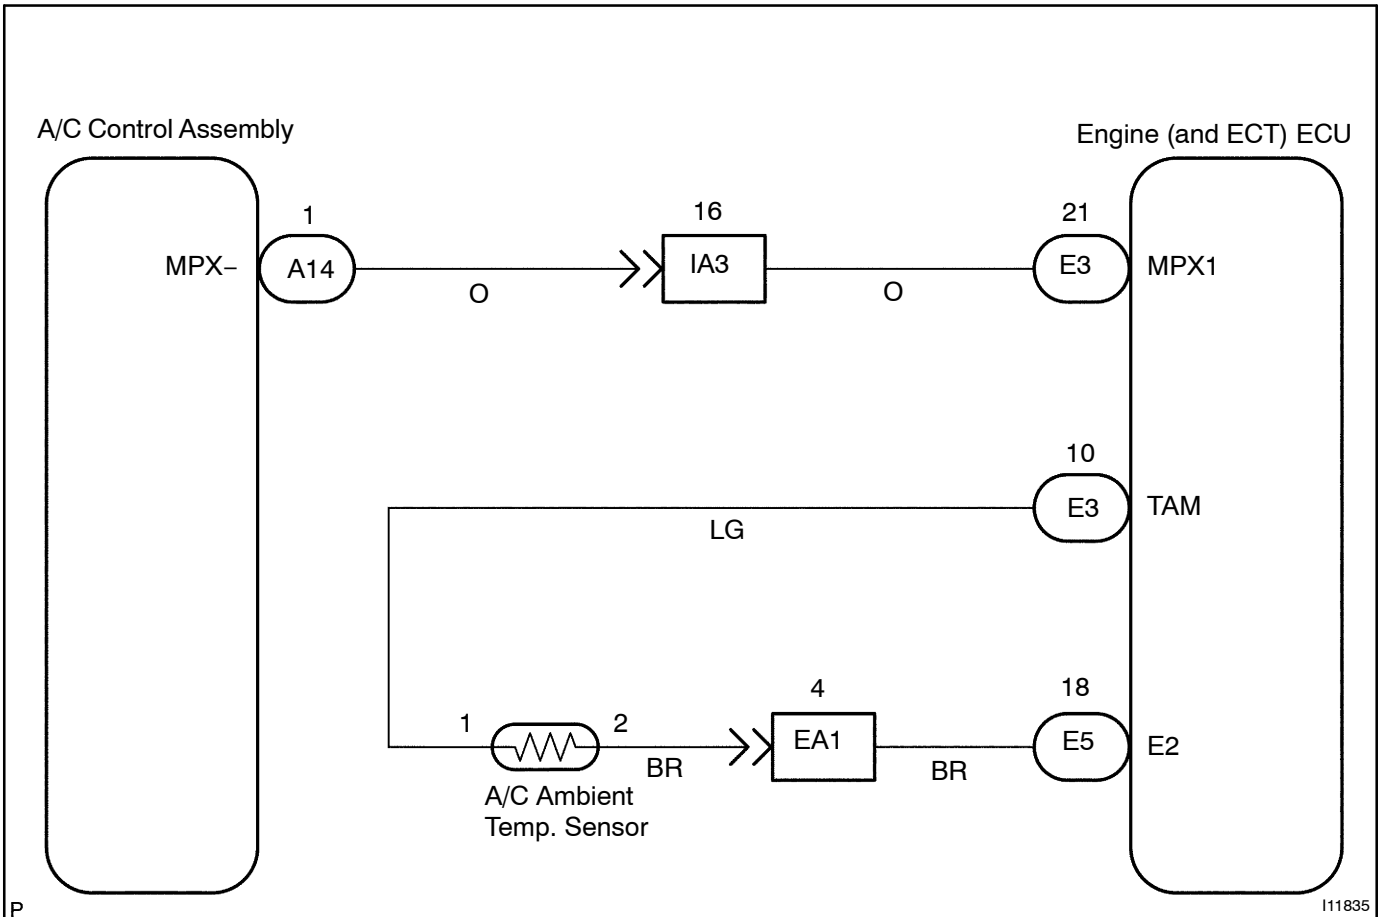 A/C Control Assembly
Engine (and ECT) ECU
1
16
21
MPX−
A14
IA3
E3
MPX1
O
O
10
E3
TAM
LG
4
18
1
2
EA1
E5
E2
BR
BR
A/C Ambient
Temp. Sensor
P
I11835